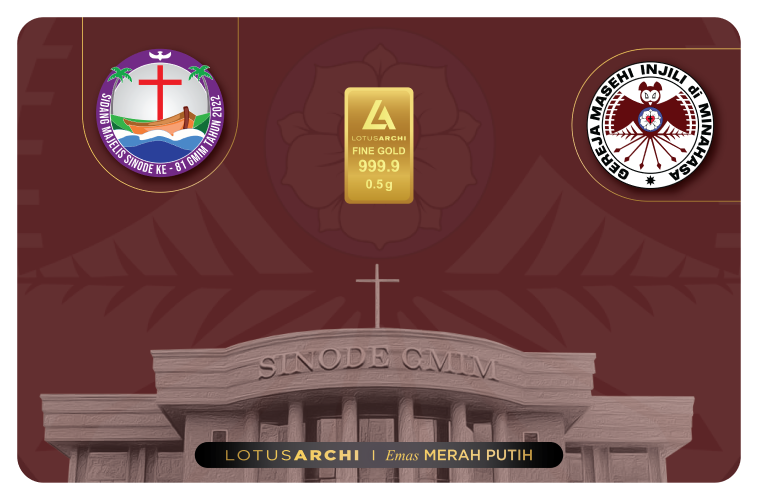 SIDANG MAJELIS SINODE KE - 81 GMIM TAHUN 2022
LOTUSARCHI
FINE GOLD
999.9
0.5 g
GEREJA MASEHI INJILI di MINAHASA
SINODE GMIM
LOTUSARCHI | Emas MERAH PUTIH